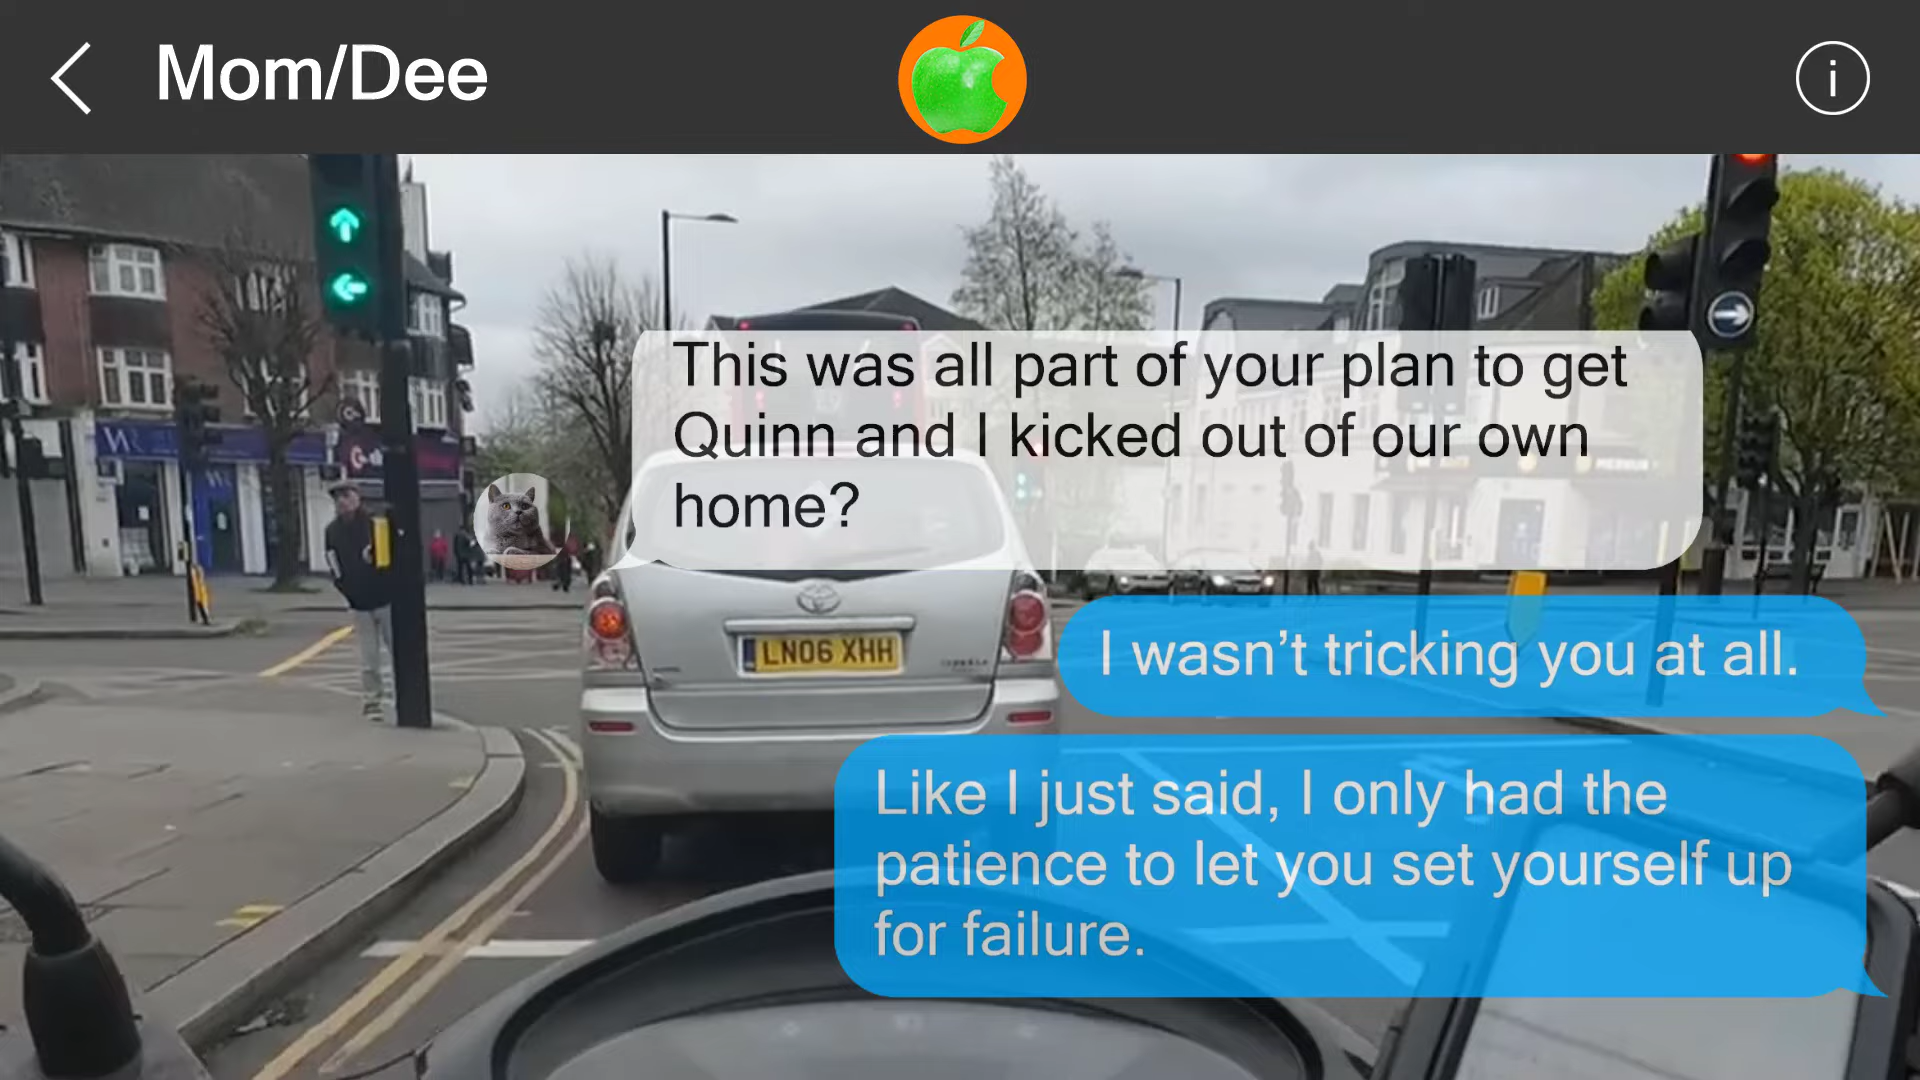 Mom/Dee
This was all part of your plan to get
Quinn and I kicked out of our own
home?
LN06 XHH
I wasn’t tricking you at all.
Like I just said, I only had the
patience to let you set yourself up
for failure.